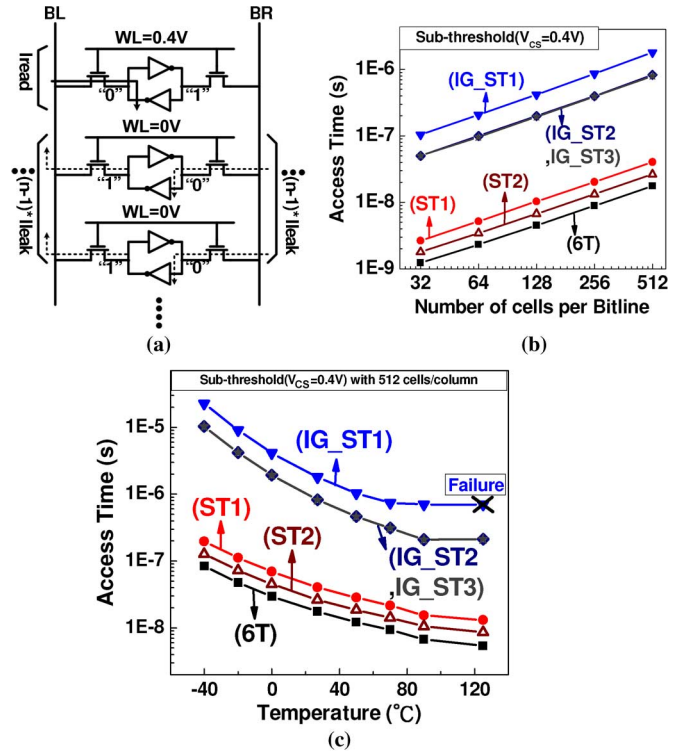 BL
BR
WL=0.4V
Iread
"0"
"1"
WL=0V
(n-1)* Ileak
"1"
"0"
(n-1)* Ileak
WL=0V
"1"
"0"
(a)
Sub-threshold(VCS=0.4V)
Access Time (s)
1E-6
1E-7
1E-8
1E-9
(IG_ST1)
(IG_ST2
,IG_ST3)
(ST1)
(ST2)
(6T)
32 64 128 256 512
Number of cells per Bitline
(b)
Sub-threshold(VCS=0.4V) with 512 cells/column
Access Time (s)
1E-5
1E-6
1E-7
1E-8
(IG_ST1)
Failure
(ST1)
(ST2)
(IG_ST2
,IG_ST3)
(6T)
-40 0 40 80 120
Temperature (°C)
(c)